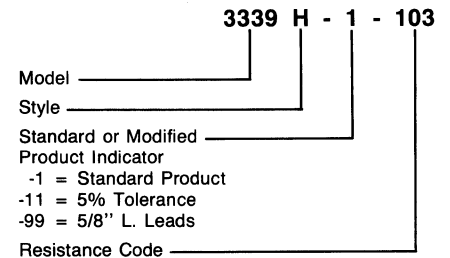 3339 H - 1 - 103
Model
Style
Standard or Modified
Product Indicator
-1 = Standard Product
-11 = 5% Tolerance
-99 = 5/8'' L. Leads
Resistance Code